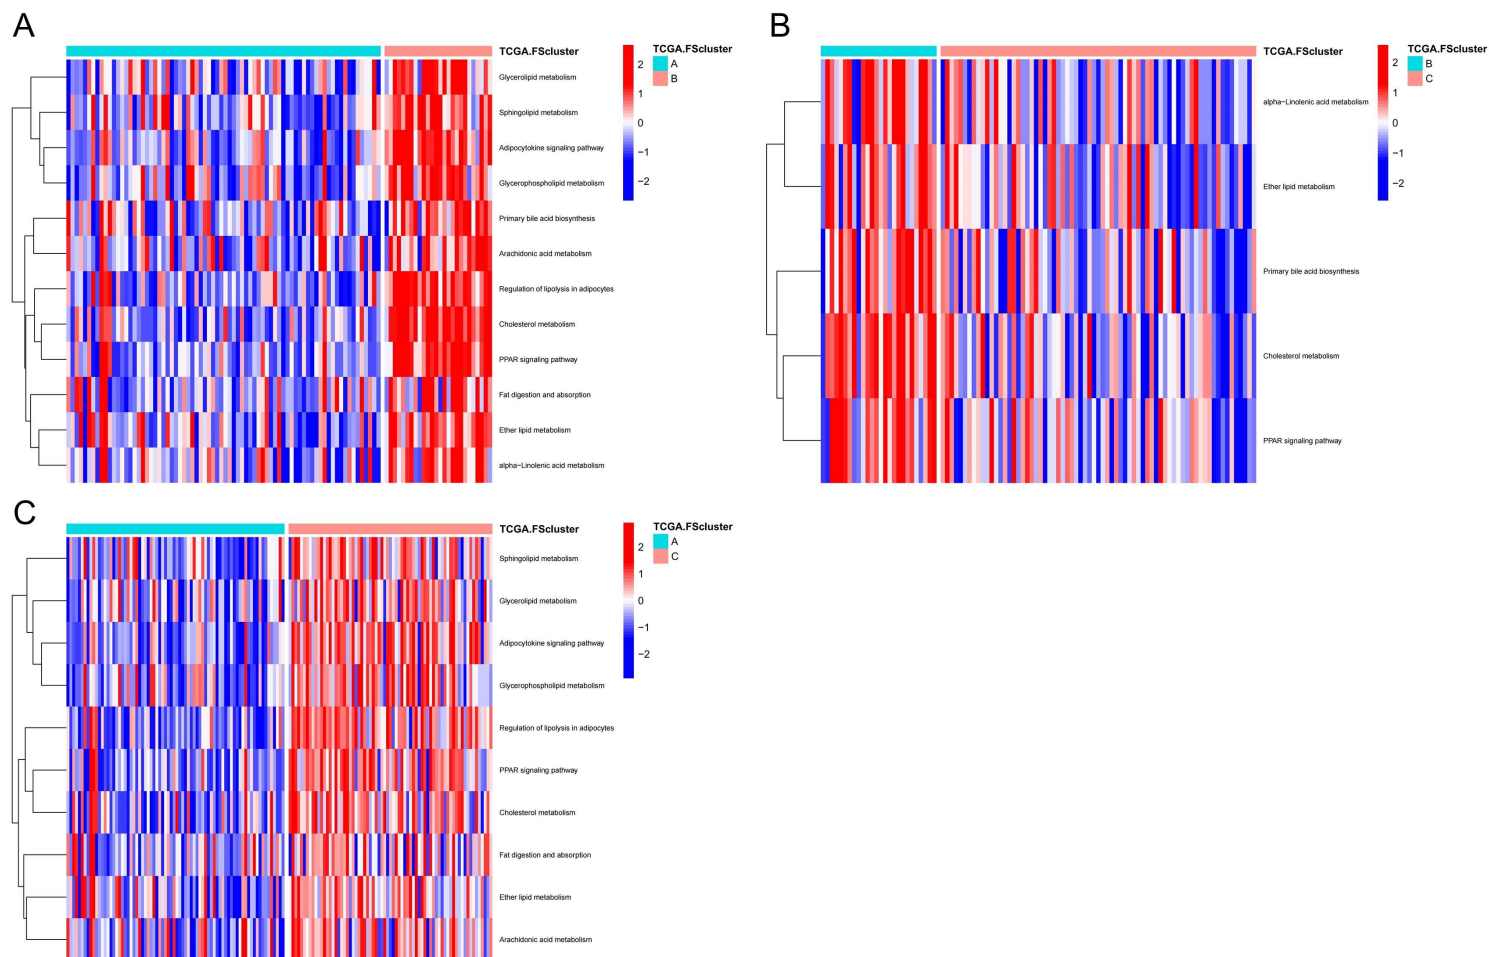 A
TCGA.FScluster
Glycerolipid metabolism
Sphingolipid metabolism
Adipocytokine signaling pathway
Glycerophospholipid metabolism
Primary bile acid biosynthesis
Arachidonic acid metabolism
Regulation of lipolysis in adipocytes
Cholesterol metabolism
PPAR signaling pathway
Fat digestion and absorption
Ether lipid metabolism
alpha−Linolenic acid metabolism
2
1
0
−1
−2
TCGA.FScluster
A
B
B
TCGA.FScluster
alpha−Linolenic acid metabolism
Ether lipid metabolism
Primary bile acid biosynthesis
Cholesterol metabolism
PPAR signaling pathway
2
1
0
−1
−2
TCGA.FScluster
B
C
C
TCGA.FScluster
Sphingolipid metabolism
Glycerolipid metabolism
Adipocytokine signaling pathway
Glycerophospholipid metabolism
Regulation of lipolysis in adipocytes
PPAR signaling pathway
Cholesterol metabolism
Fat digestion and absorption
Ether lipid metabolism
Arachidonic acid metabolism
2
1
0
−1
−2
TCGA.FScluster
A
C